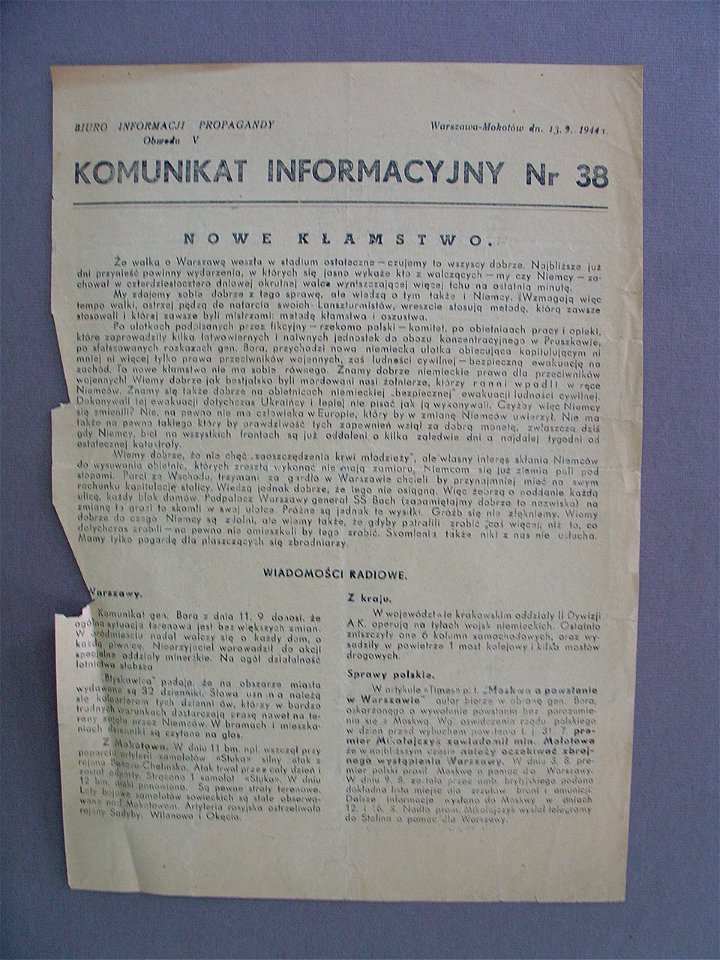 BIURO INFORMACJI PROPAGANDY
Obwodu V
Warszawa-Mokotów dn. 13. 9. 1944 r.
KOMUNIKAT INFORMACYJNY Nr 38
NOWE KŁAMSTWO.
Że walka o Warszawę weszła w stadium ostateczne — czujemy to wszyscy dobrze. Najbliższe już
dni przynieść powinny wydarzenia, w których się jasno wykaże kto z walczących — my czy Niemcy — za-
chował w czterdziestoctero dniowej okrutnej walce wyniszczającej więcej tchu na ostatnią minutę.
My zdajemy sobie dobrze z tego sprawę, ale wiedzą o tym także i Niemcy. Wzmagają więc
tempo walki, ostrzej pędzą do natarcia swoich Lanszturnistów, wreszcie stosują metodę, którą zawsze
stosowali i której zawsze byli mistrzami: metodę kłamstwa i oszustwa.
Po ulotkach podpisanych przez fikcyjny — rzekomo polski — komitet, po obietnicach pracy i opieki,
które zaprowadziły kilka łatwowiernych i naiwnych jednostek do obozu koncentracyjnego w Pruszkowie,
po sfałszowanych rozkazach gen. Bora, przychodzi nowa niemiecka ulotka obiecująca kapitulującym ni
mniej ni więcej tylko prawa przeciwników wojennych, zaś ludności cywilnej — bezpieczną ewakuację na
zachód. To nowe kłamstwo nie ma sobie równego. Znamy dobrze niemieckie prawa dla przeciwników
wojennych! Wiemy dobrze jak bestjalsko byli mordowani nasi żołnierze, którzy ranni wpadli w ręce
Niemców. Znamy się także dobrze na obietnicach niemieckiej „bezpiecznej" ewakuacji ludności cywilnej.
Dokonywali tej ewakuacji dotychczas Ukraińcy i lepiej nie pisać jak ją wykonywali. Czyżby więc Niemcy
się zmienili? Nie, na pewno nie ma człowieka w Europie, który by w zmianę Niemców uwierzył. Nie ma
także na pewno takiego który by prawdziwość tych zapewnień wziął za dobrą monetę, zwłaszcza dziś
gdy Niemcy, bici na wszystkich frontach są już oddaleni o kilka zaledwie dni a najdalej tygodni od
ostatecznej katastrofy.
Wiemy dobrze, że nie chęć „zaoszczędzenia krwi młodzieży", ale własny interes skłania Niemców
do wysuwania obietnic, których zresztą wykonać nie mają zamiaru. Niemcom się już ziemia pali pod
stopami. Parci ze Wschodu, trzymani za gardło w Warszawie chcieli by przynajmniej mieć na swym
rachunku kapitulację stolicy. Wiedzą jednak dobrze, że tego nie osiągną. Więc żebrzą o poddanie każdą
ulicę, każdy blok domów. Podpalacz Warszawy generał SS Bach (zapamiętajmy dobrze to nazwisko) na
zmianę to grozi to skomli w swej ulotce. Próżne są jednak te wysiłki. Gróźb się nie zlękniemy. Wiemy
dobrze do czego Niemcy są zdolni, ale wiemy także, że gdyby potrafili zrobić coś więcej, niż to, co
dotychczas zrobili — na pewno nie omieszkali by tego zrobić. Skomlenia także nikt z nas nie usłucha.
Mamy tylko pogardę dla płaszczących się zbrodniarzy.
WIADOMOŚCI RADIOWE.
Warszawy.
Komunikat gen. Bora z dnia 11. 9 donosi, że
ogólna sytuacja terenowa jest bez większych zmian.
W śródmieściu nadal walczy się o każdy dom, o
każdą piwnicę. Nieprzyjaciel wprowadził do akcji
specjalne oddziały minerskie. Na ogół działalność
lotnictwa słabsza
„Błyskawica" podaje, że na obszarze miasta
wydawane są 32 dzienniki. Słowa uznania należą
się kolporterom tych dzienników, którzy w bardzo
trudnych warunkach dostarczają prasę nawet na te-
reny zajęte przez Niemców. W bramach i mieszka-
niach dzienniki są czytane na głos.
Z Mokotowa. W dniu 11 bm. npl. wszczął przy
poparciu artylerii samolotów «Stuka» silny atak z
rejonu Bończa-Chełmska. Atak trwał przez cały dzień i
został odparty. Strącono 1 samolot «Stuka». W dniu
12 bm. ataki ponowiono. Są pewne straty terenowe.
Loty bojowe samolotów sowieckich są stale obserwo-
wane nad Mokotowem. Artyleria rosyjska ostrzeliwała
rejony Sadyby, Wilanowa i Okęcia.
Z kraju.
W województwie krakowskim oddziały II Dywizji
A.K. operują na tyłach wojsk niemieckich. Ostatnio
zniszczyły one 6 kolumn samochodowych, oraz wy-
sadziły w powietrze 1 most kolejowy i kilka mostów
drogowych.
Sprawy polskie.
W artykule «Times» p. t. „Moskwa a powstanie
w Warszawie" autor bierze w obronę gen. Bora,
oskarżonego o wywołanie powstania bez porozumie-
nia się z Moskwą. Wg. oświadczenia rządu polskiego
w dzień przed wybuchem powstania t. j. 31. 7. pre-
mier Mikołajczyk zawiadomił min. Mołotowa
że w najbliższym czasie należy oczekiwać zbroj-
nego wystąpienia Warszawy. W dniu 3. 8. pre-
mier polski prosił Moskwę o pomoc dla Warszawy.
W dniu 9. 8. została przez amb. brytyjskiego podana
dokładna lista miejsc dla zrzutów broni i amunicji.
Dalsze informacje wysłano do Moskwy w dniach
12. i 16. 8. Nadto prem. Mikołajczyk wysłał telegramy
do Stalina o pomoc dla Warszawy.